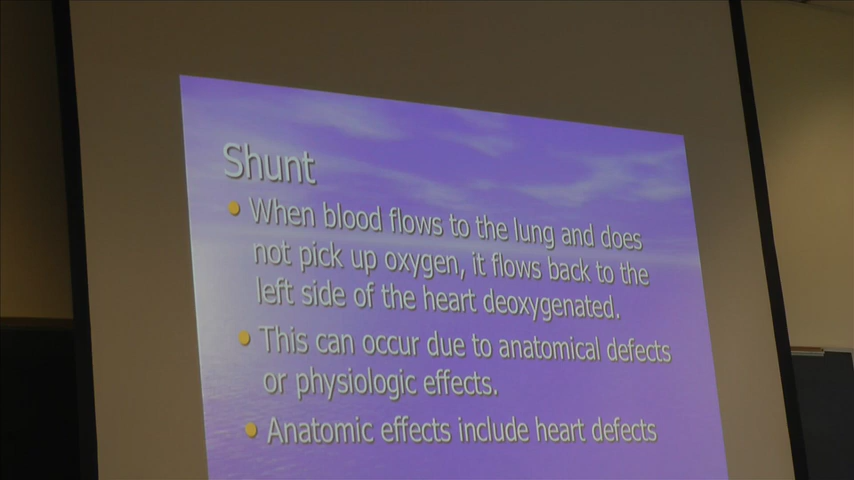 Shunt
When blood flows to the lung and does
not pick up oxygen, it flows back to the
left side of the heart deoxygenated.
This can occur due to anatomical defects
or physiologic effects.
Anatomic effects include heart defects